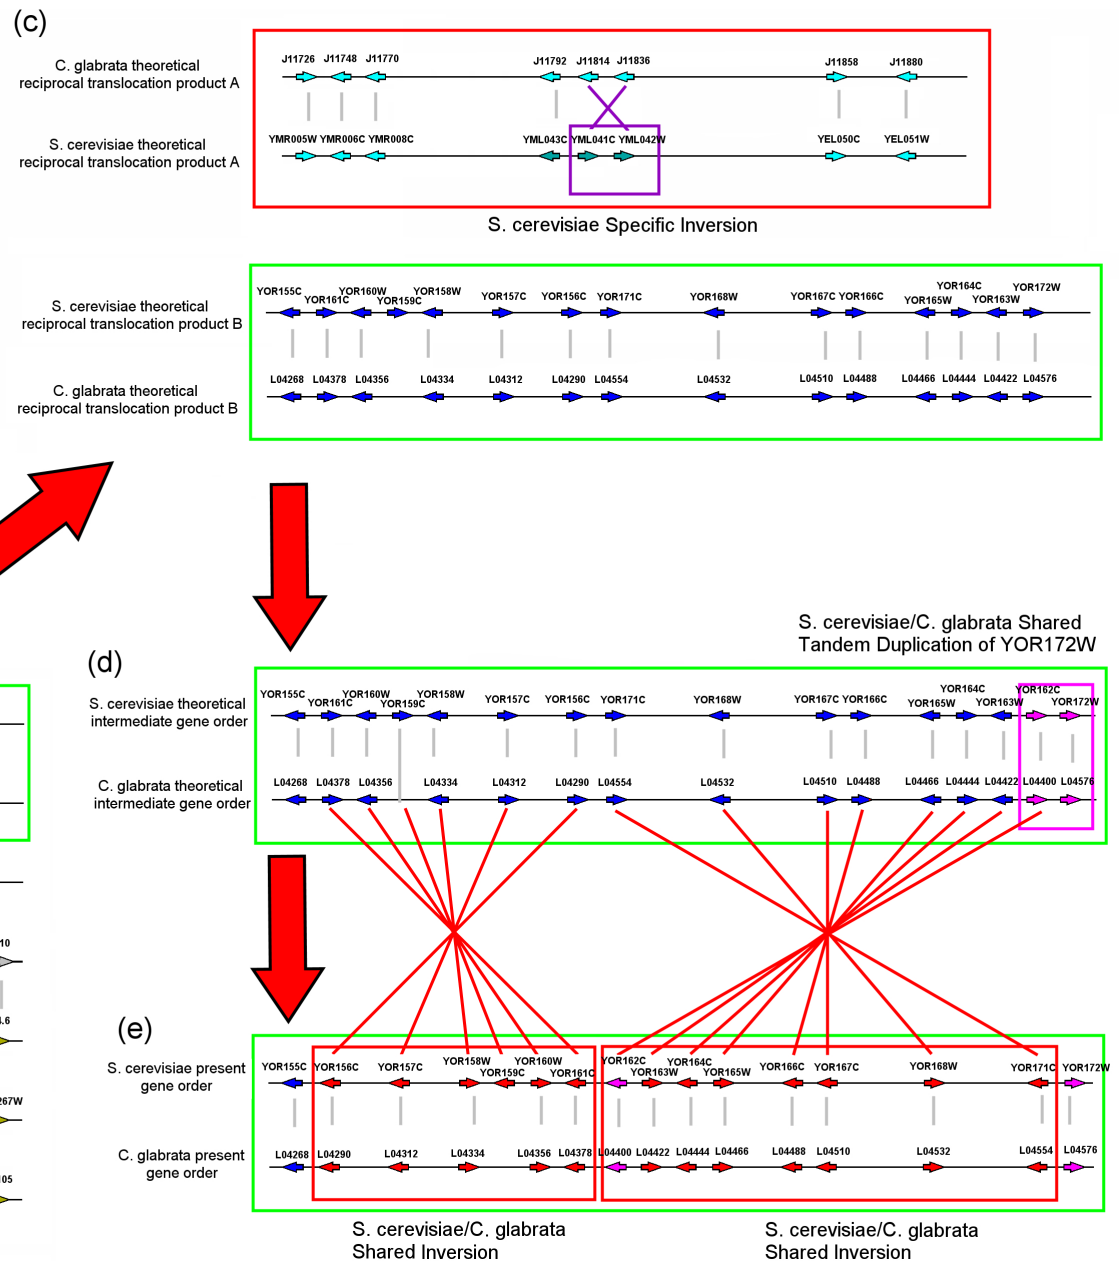 (c)
J11726 J11748 J11770 J11792 J11814 J11836 J11858 J11880
C. glabrata theoretical
reciprocal translocation product A
YMR005W YMR006C YMR008C YML043C YML041C YML042W YEL050C YEL051W
S. cerevisiae theoretical
reciprocal translocation product A
S. cerevisiae Specific Inversion
YOR155C YOR161C YOR160W YOR159C YOR158W YOR157C YOR156C YOR171C YOR168W YOR167C YOR166C YOR165W YOR164C YOR163W YOR172W
S. cerevisiae theoretical
reciprocal translocation product B
L04268 L04378 L04356 L04334 L04312 L04290 L04554 L04532 L04510 L04488 L04466 L04444 L04422 L04576
C. glabrata theoretical
reciprocal translocation product B
S. cerevisiae/C. glabrata Shared
Tandem Duplication of YOR172W
(d)
YOR155C YOR161C YOR160W YOR159C YOR158W YOR157C YOR156C YOR171C YOR168W YOR167C YOR166C YOR165W YOR164C YOR163W YOR162C YOR172W
S. cerevisiae theoretical
intermediate gene order
L04268 L04378 L04356 L04334 L04312 L04290 L04554 L04532 L04510 L04488 L04466 L04444 L04422 L04400 L04576
C. glabrata theoretical
intermediate gene order
10
(e)
YOR155C YOR156C YOR157C YOR158W YOR159C YOR160W YOR161C YOR162C YOR163W YOR164C YOR165W YOR166C YOR167C YOR168W YOR171C YOR172W
S. cerevisiae present
gene order
267W
L04268 L04290 L04312 L04334 L04356 L04378 L04400 L04422 L04444 L04466 L04488 L04510 L04532 L04554 L04576
C. glabrata present
gene order
S. cerevisiae/C. glabrata
Shared Inversion
S. cerevisiae/C. glabrata
Shared Inversion